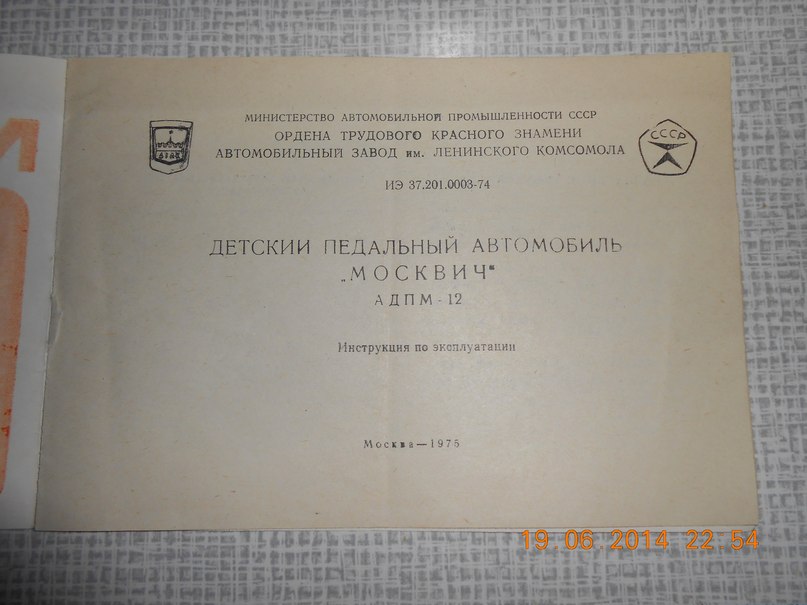 МИНИСТЕРСТВО АВТОМОБИЛЬНОЙ ПРОМЫШЛЕННОСТИ СССР
ОРДЕНА ТРУДОВОГО КРАСНОГО ЗНАМЕНИ
АВТОМОБИЛЬНЫЙ ЗАВОД им. ЛЕНИНСКОГО КОМСОМОЛА
АЗЛК
СССР
ИЭ 37.201.0003-74
ДЕТСКИЙ ПЕДАЛЬНЫЙ АВТОМОБИЛЬ
„МОСКВИЧ“
АДПМ-12
Инструкция по эксплуатации
Москва—1975
19.06.2014 22:54